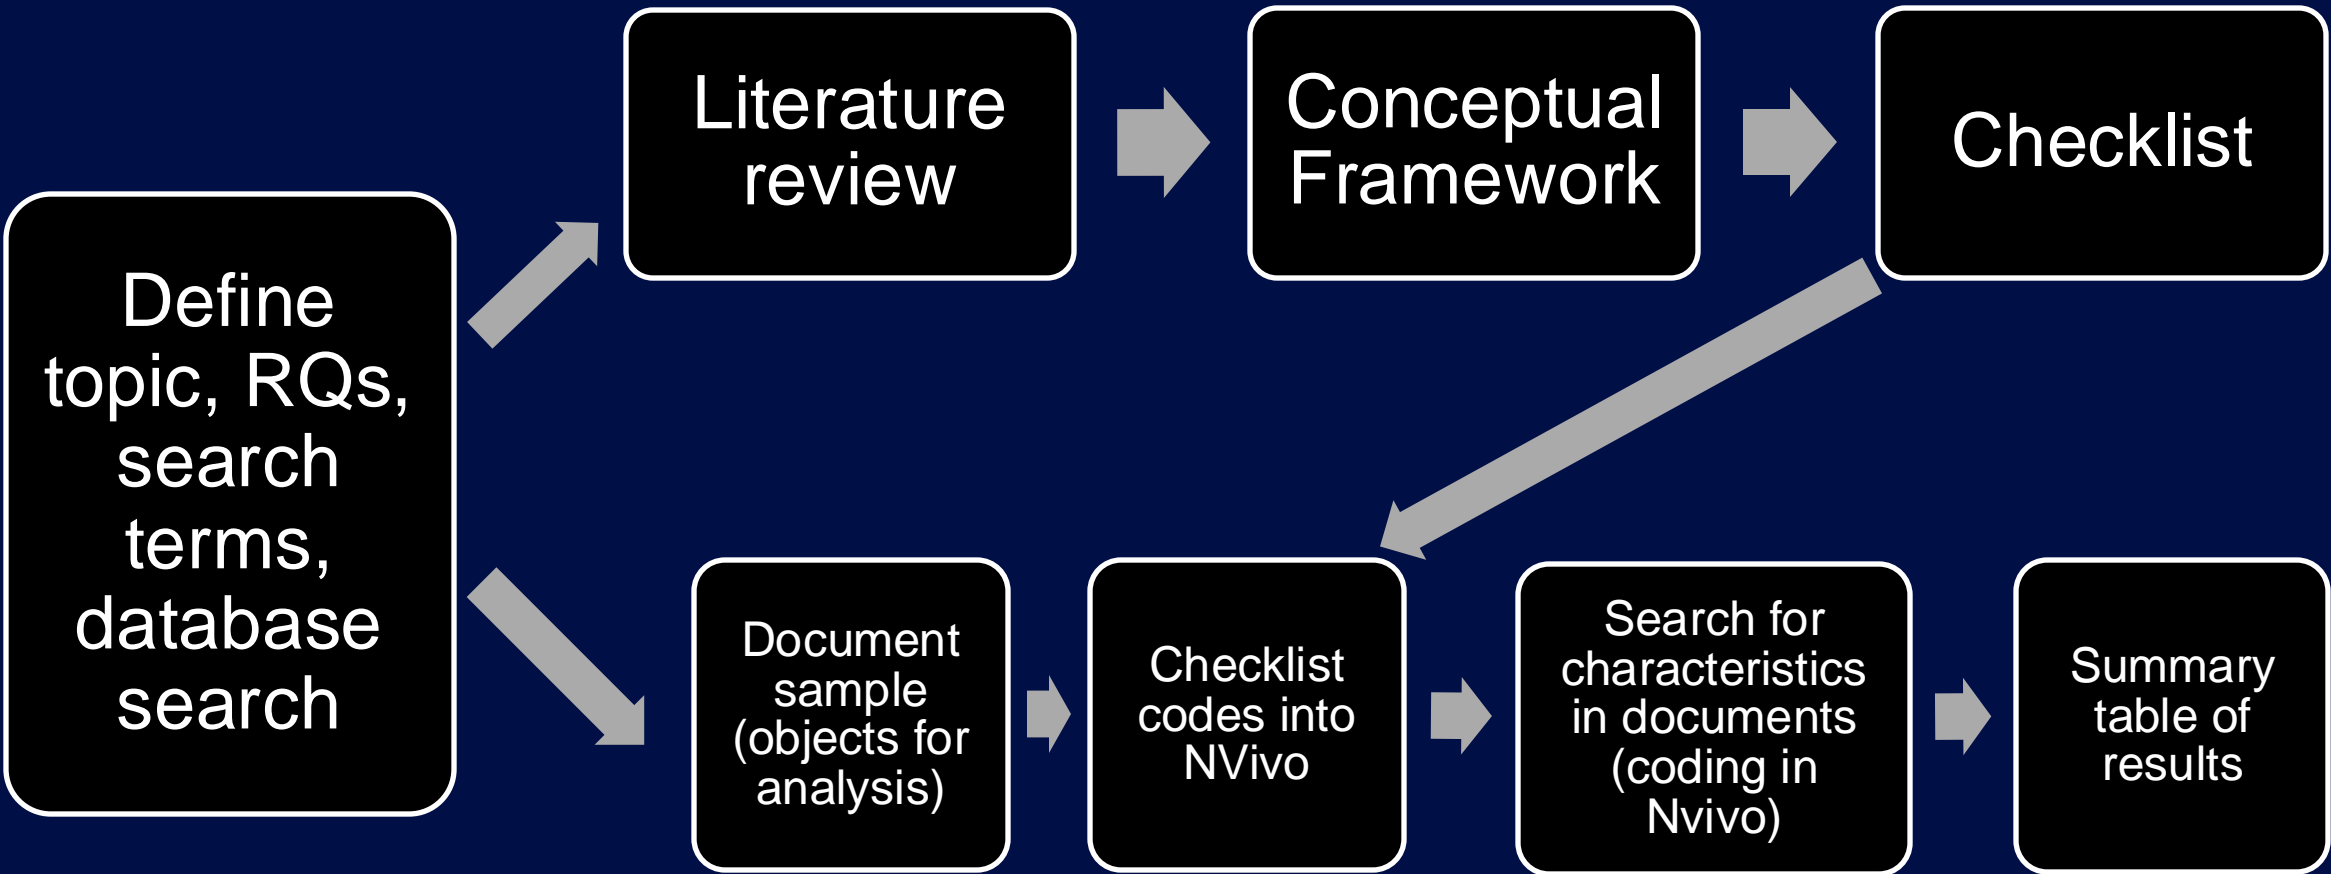 Define
topic, RQs,
search
terms,
database
search
Literature
review
Conceptual
Framework
Checklist
Document
sample
(objects for
analysis)
Checklist
codes into
NVivo
Search for
characteristics
in documents
(coding in
Nvivo)
Summary
table of
results